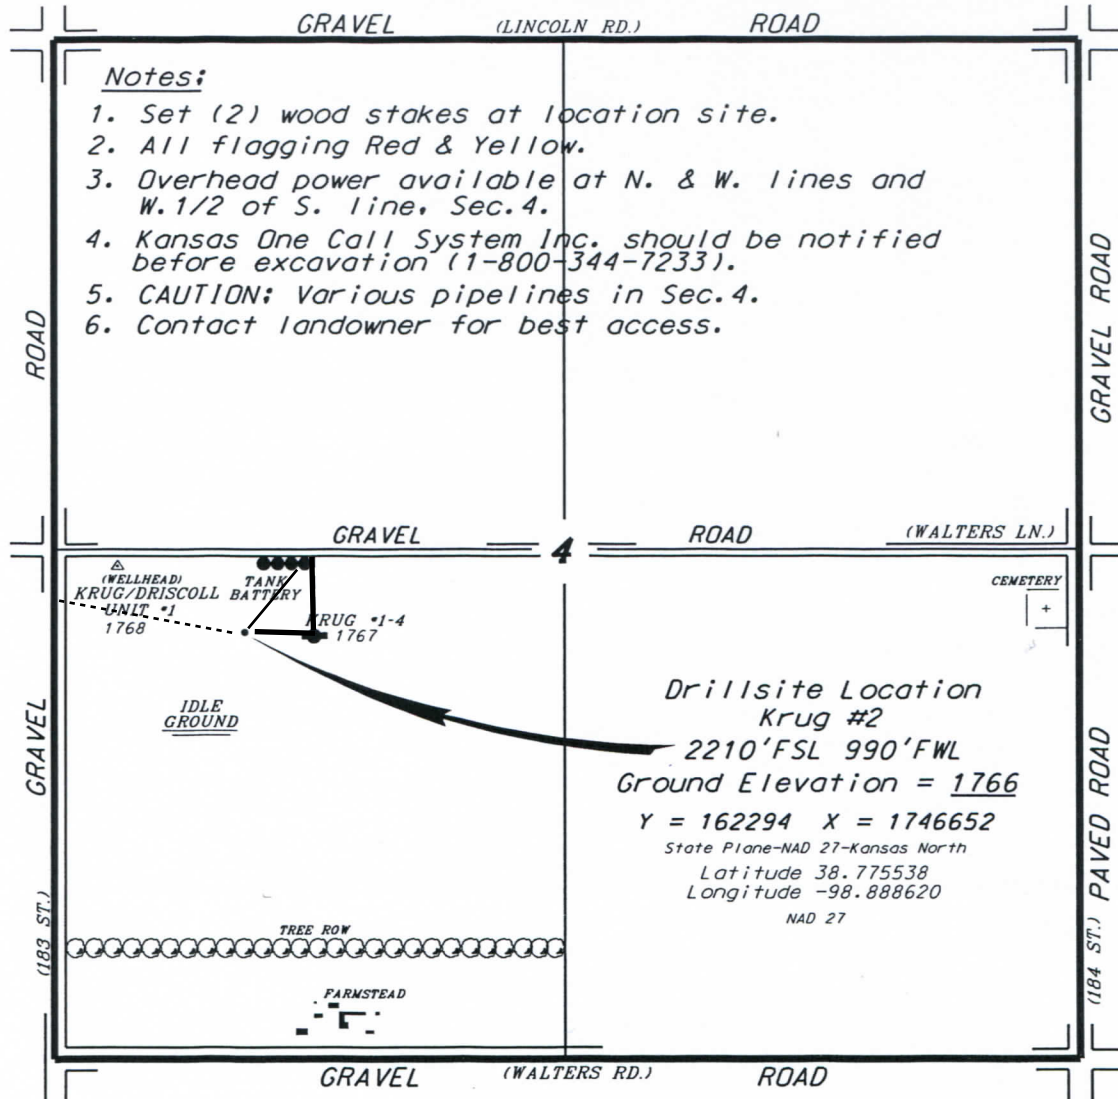 GRAVEL (LINCOLN RD.) ROAD
Notes:
1. Set (2) wood stakes at location site.
2. All flagging Red & Yellow.
3. Overhead power available at N. & W. lines and
W.1/2 of S. line, Sec.4.
4. Kansas One Call System Inc. should be notified
before excavation (1-800-344-7233).
5. CAUTION: Various pipelines in Sec.4.
6. Contact landowner for best access.
ROAD
GRAVEL ROAD
GRAVEL 4 ROAD (WALTERS LN.)
(WELLHEAD)
KRUG/DRISCOLL
UNIT #1
1768
TANK
BATTERY
KRUG #1-4
1767
CEMETERY
+
IDLE
GROUND
Drillsite Location
Krug #2
2210'FSL 990'FWL
Ground Elevation = 1766
Y = 162294 X = 1746652
State Plane-NAD 27-Kansas North
Latitude 38.775538
Longitude -98.888620
NAD 27
GRAVEL
(183 ST.)
PAVED ROAD
(184 ST.)
TREE ROW
FARMSTEAD
GRAVEL (WALTERS RD.) ROAD